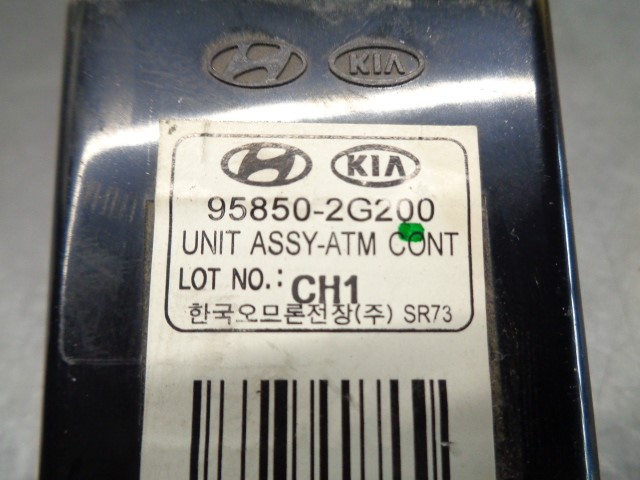 KIA
KIA
95850-2G200
UNIT ASSY-ATM CONT
LOT NO.: CH1
한국오므론전장(주) SR73